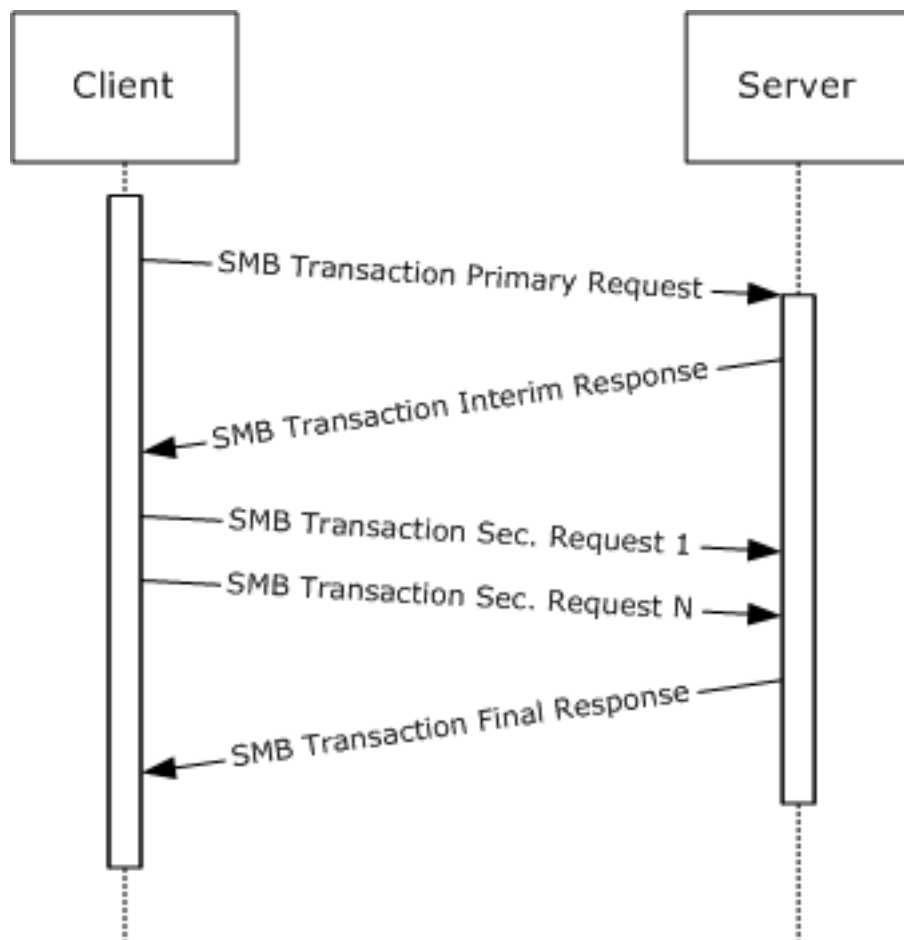 Client
Server
SMB Transaction Primary Request
SMB Transaction Interim Response
SMB Transaction Sec. Request 1
SMB Transaction Sec. Request N
SMB Transaction Final Response